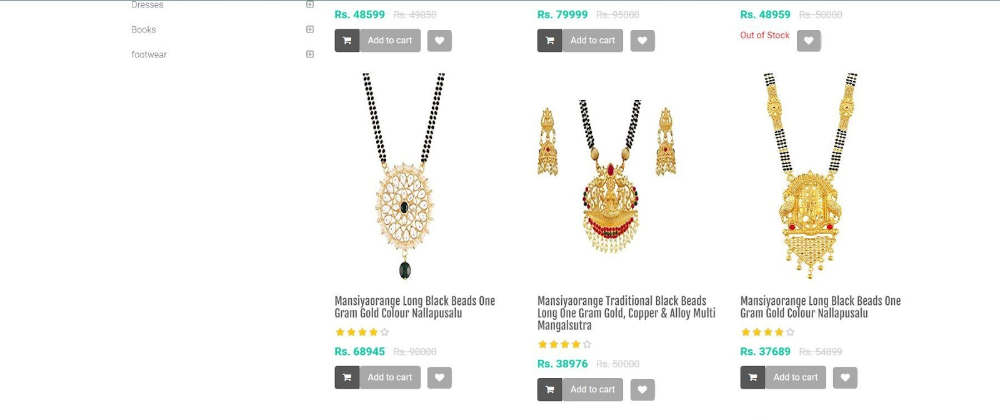 Dresses
Books
footwear
Rs. 48599 Rs. 49850
Add to cart
Rs. 79999 Rs. 95000
Add to cart
Rs. 48959 Rs. 50000
Out of Stock
Mansiyaorange Long Black Beads One
Gram Gold Colour Nallapusalu
Rs. 68945 Rs. 90000
Add to cart
Mansiyaorange Traditional Black Beads
Long One Gram Gold, Copper & Alloy Multi
Mangalsutra
Rs. 38976 Rs. 50000
Add to cart
Mansiyaorange Long Black Beads One
Gram Gold Colour Nallapusalu
Rs. 37689 Rs. 54899
Add to cart